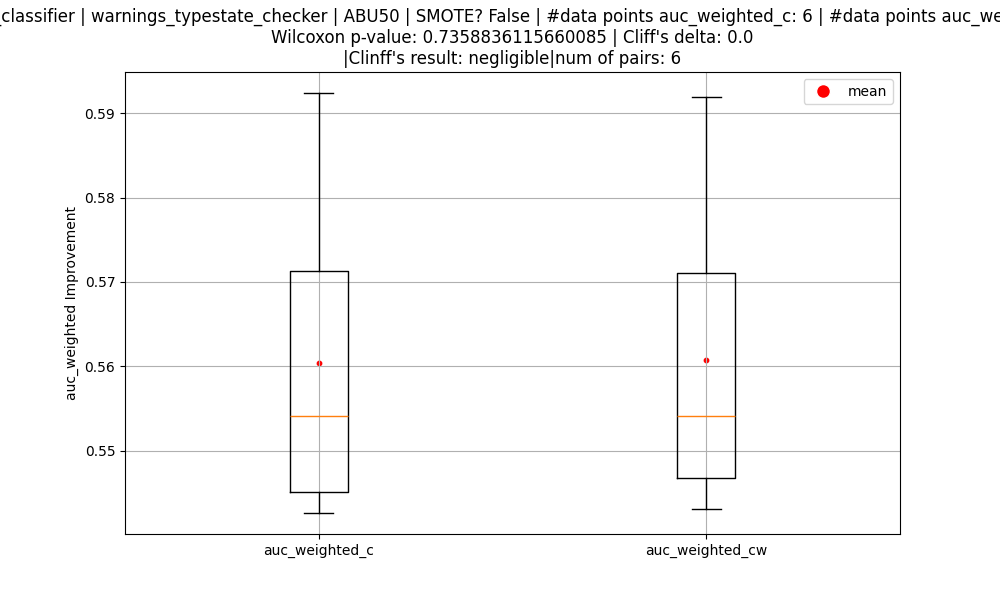 _classifier | warnings_typestate_checker | ABU50 | SMOTE? False | #data points auc_weighted_c: 6 | #data points
Wilcoxon p-value: 0.7358836115660085 | Cliff's delta: 0.0
|Clinff's result: negligible|num of pairs: 6
mean
0.59
0.58
0.57
0.56
0.55
auc_weighted Improvement
auc_weighted_c
auc_weighted_cw